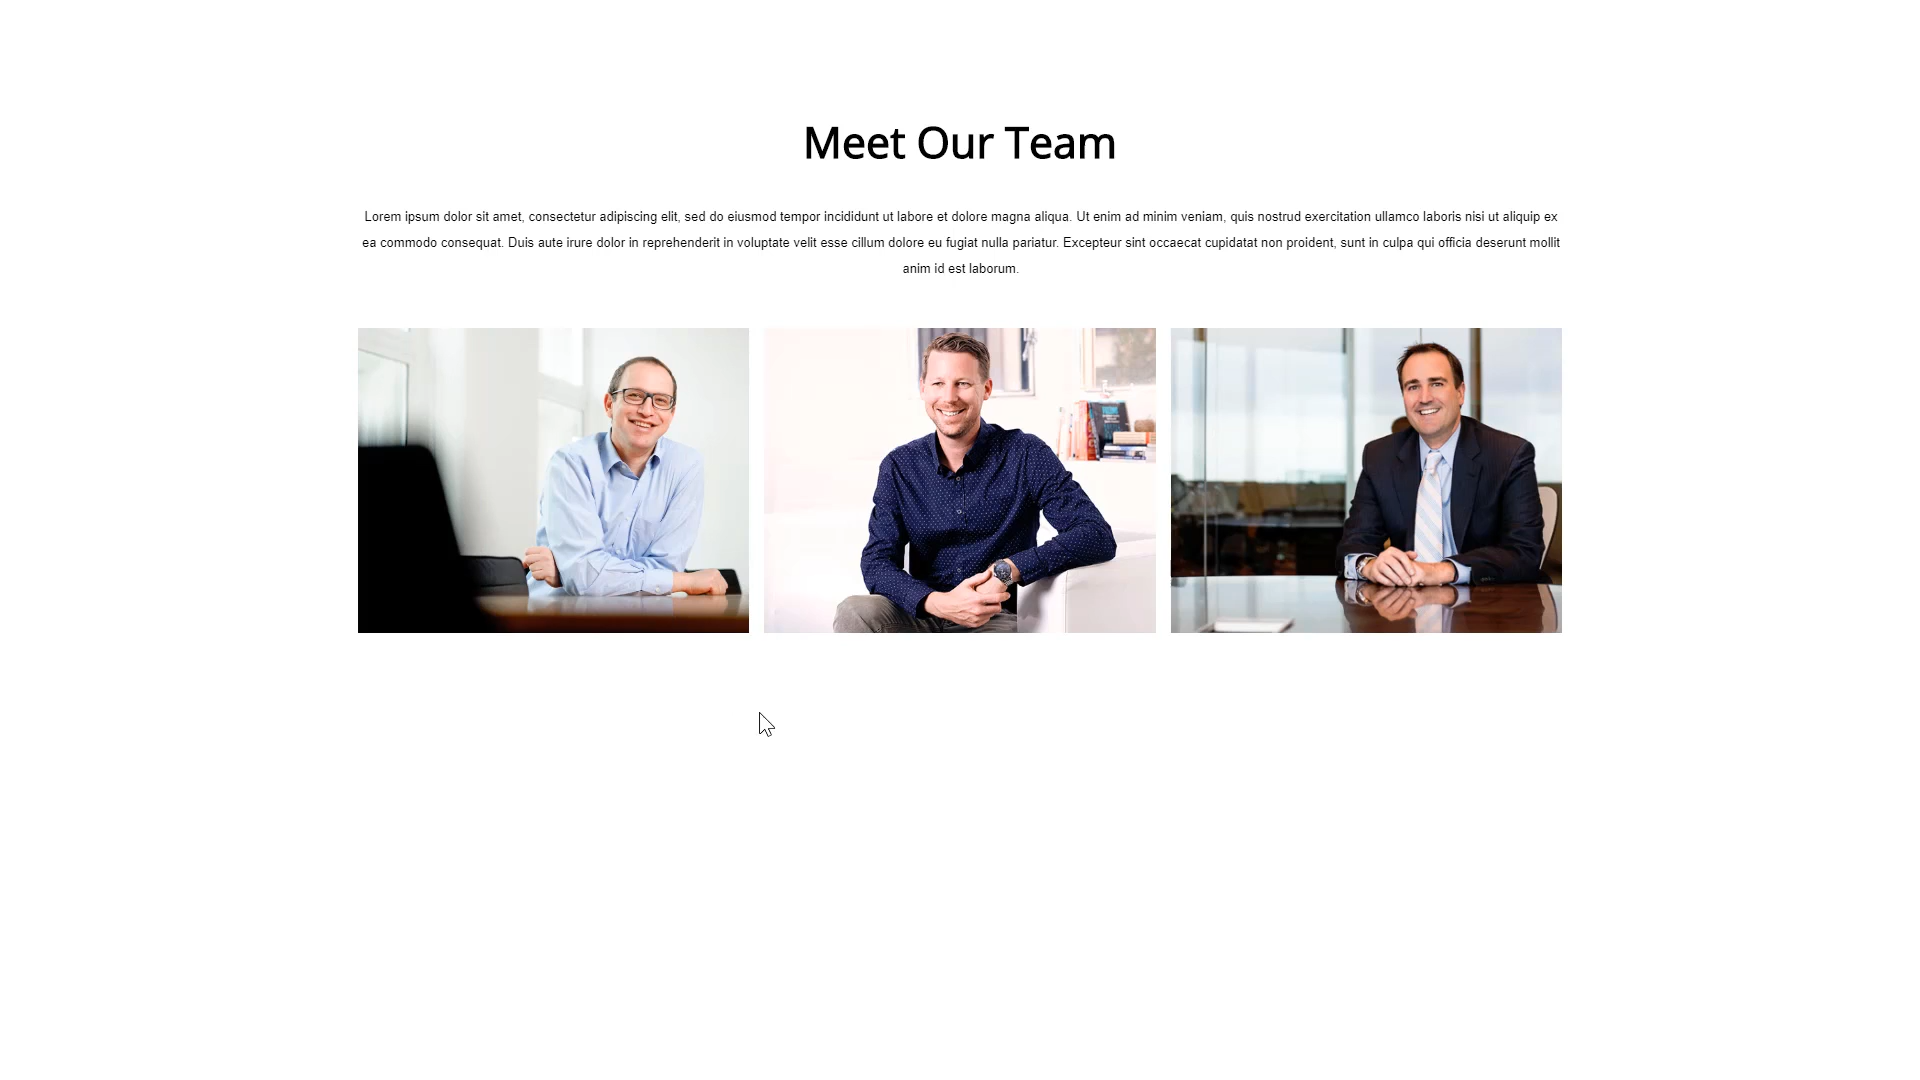 Meet Our Team
Lorem ipsum dolor sit amet, consectetur adipiscing elit, sed do eiusmod tempor incididunt ut labore et dolore magna aliqua. Ut enim ad minim veniam, quis nostrud exercitation ullamco laboris nisi ut aliquip ex
ea commodo consequat. Duis aute irure dolor in reprehenderit in voluptate velit esse cillum dolore eu fugiat nulla pariatur. Excepteur sint occaecat cupidatat non proident, sunt in culpa qui officia deserunt mollit
anim id est laborum.